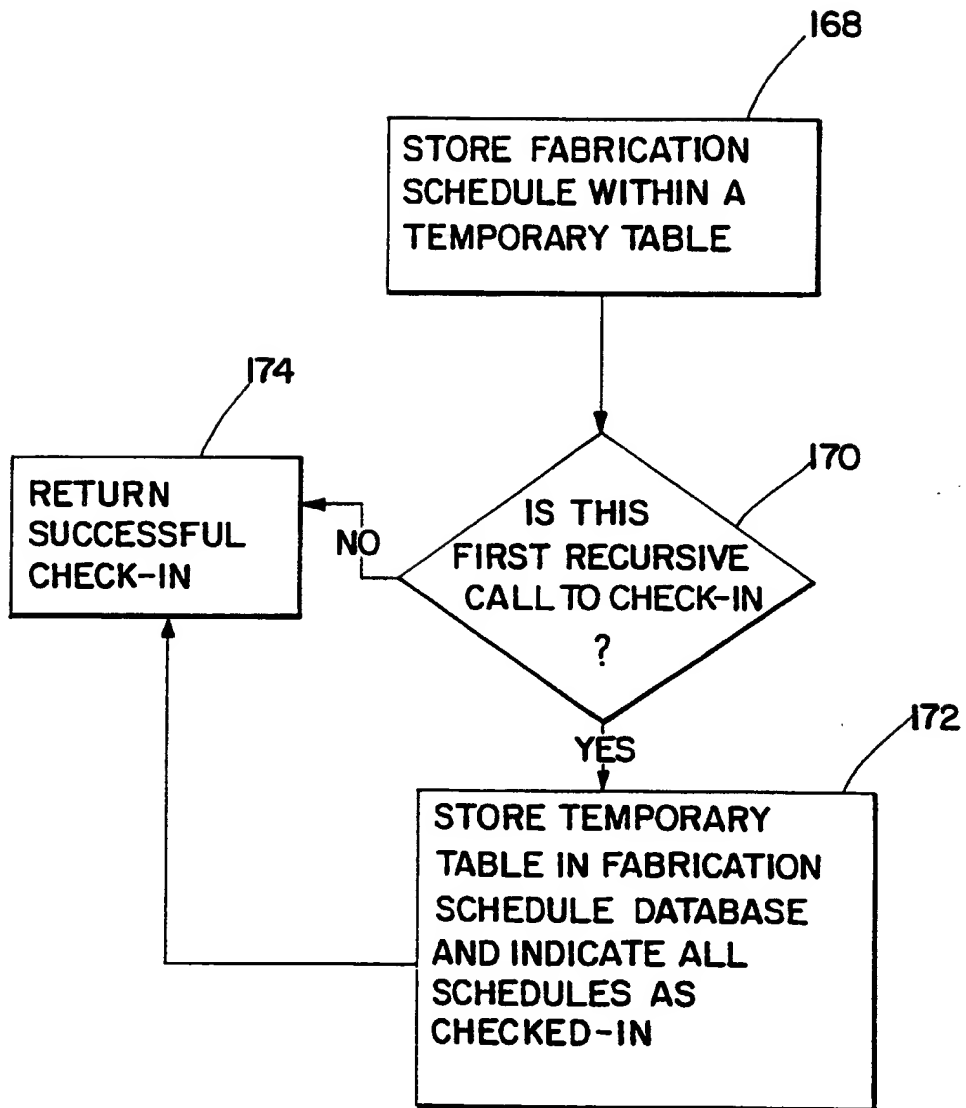 168
STORE FABRICATION
SCHEDULE WITHIN A
TEMPORARY TABLE
174
RETURN
SUCCESSFUL
CHECK-IN
170
IS THIS
FIRST RECURSIVE
CALL TO CHECK-IN
?
NO
YES
172
STORE TEMPORARY
TABLE IN FABRICATION
SCHEDULE DATABASE
AND INDICATE ALL
SCHEDULES AS
CHECKED-IN